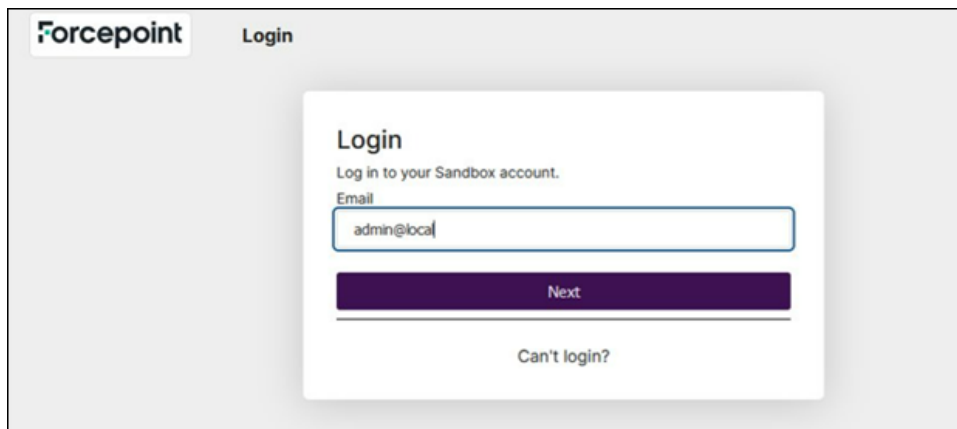 Forcepoint Login
Login
Log in to your Sandbox account.
Email
admin@local
Next
Can't login?